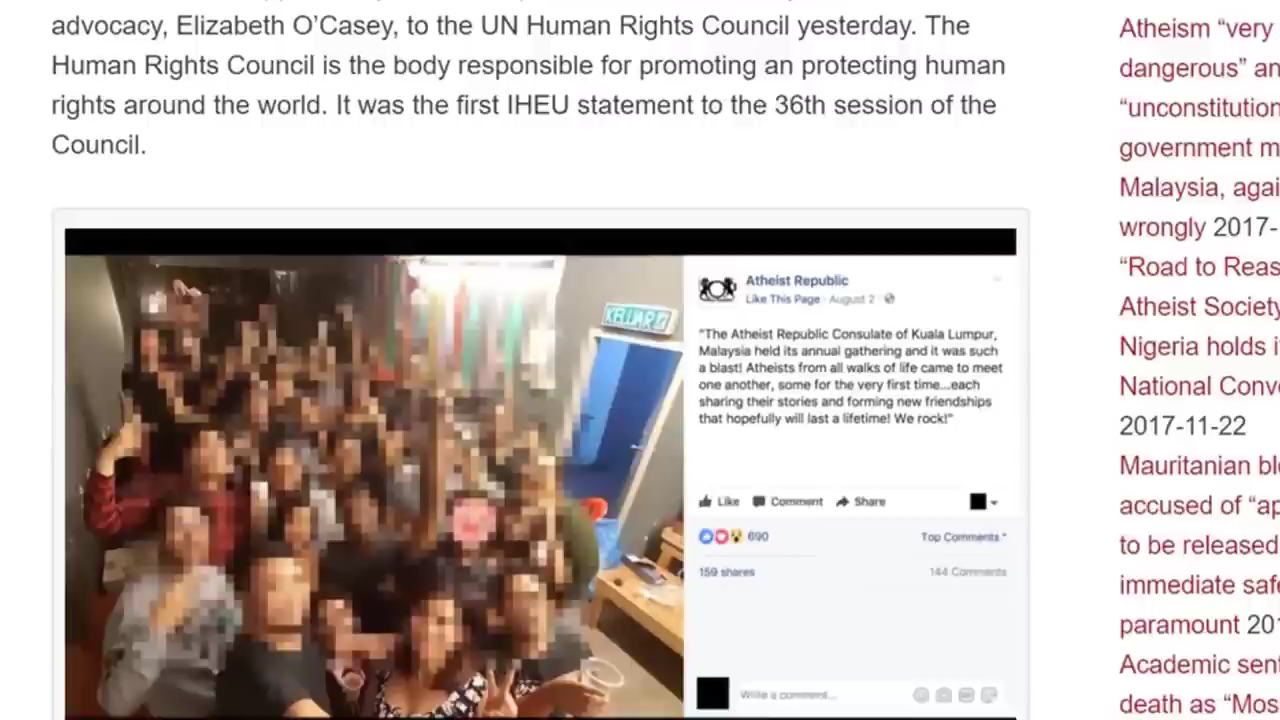 advocacy, Elizabeth O’Casey, to the UN Human Rights Council yesterday. The
Human Rights Council is the body responsible for promoting an protecting human
rights around the world. It was the first IHEU statement to the 36th session of the
Council.
KELUAR
Atheist Republic
Like This Page · August 2 ·
"The Atheist Republic Consulate of Kuala Lumpur,
Malaysia held its annual gathering and it was such
a blast! Atheists from all walks of life came to meet
one another, some for the very first time...each
sharing their stories and forming new friendships
that hopefully will last a lifetime! We rock!"
Like Comment Share
690
Top Comments
159 shares
144 Comments
Write a comment...
Atheism “very
dangerous” an
“unconstitution
government m
Malaysia, agai
wrongly 2017-
“Road to Reas
Atheist Society
Nigeria holds i
National Conv
2017-11-22
Mauritanian bl
accused of “ap
to be released
immediate safe
paramount 201
Academic sent
death as “Mos